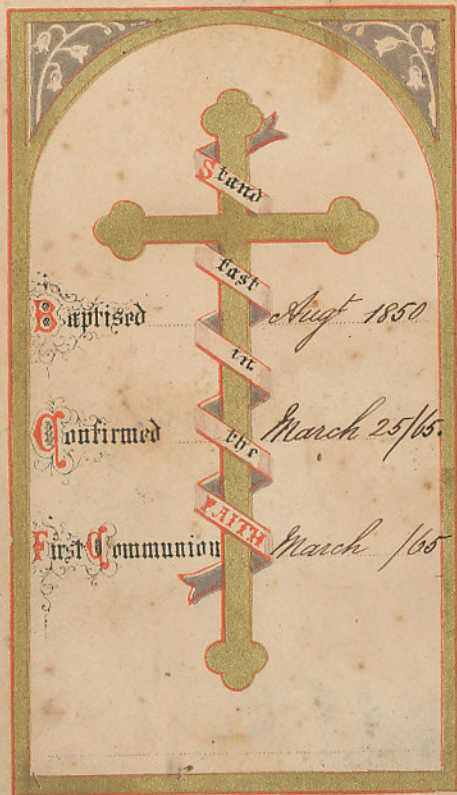 Stand
fast
in
the
FAITH
Baptised Augt 1850
Confirmed March 25/65.
First Communion March /65